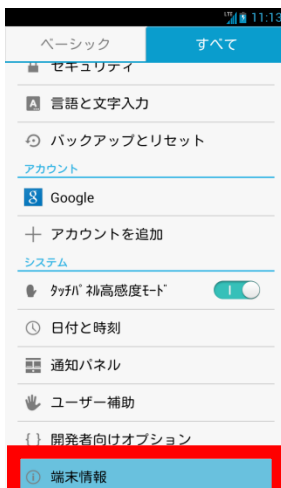 LTE 11:13
ベーシック すべて
セキュリティ
A 言語と文字入力
バックアップとリセット
アカウント
8 Google
アカウントを追加
システム
ﾀｯﾁﾊﾟﾈﾙ高感度ﾓｰﾄﾞ
日付と時刻
通知パネル
ユーザー補助
{ } 開発者向けオプション
端末情報